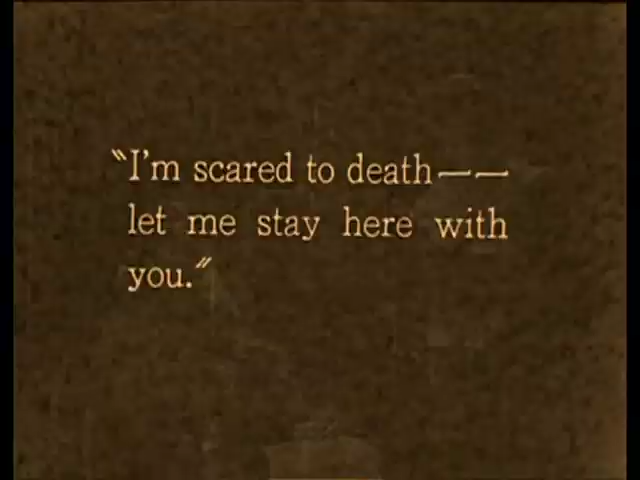 "I'm scared to death——
let me stay here with
you."